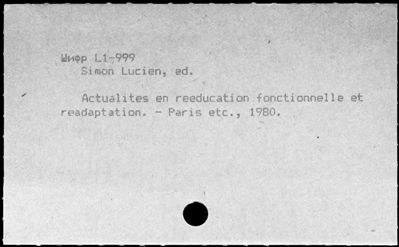 Шифр L1-999
Simon Lucien, ed.
Actualites en reeducation fonctionnelle et
readaptation. - Paris etc., 1980.